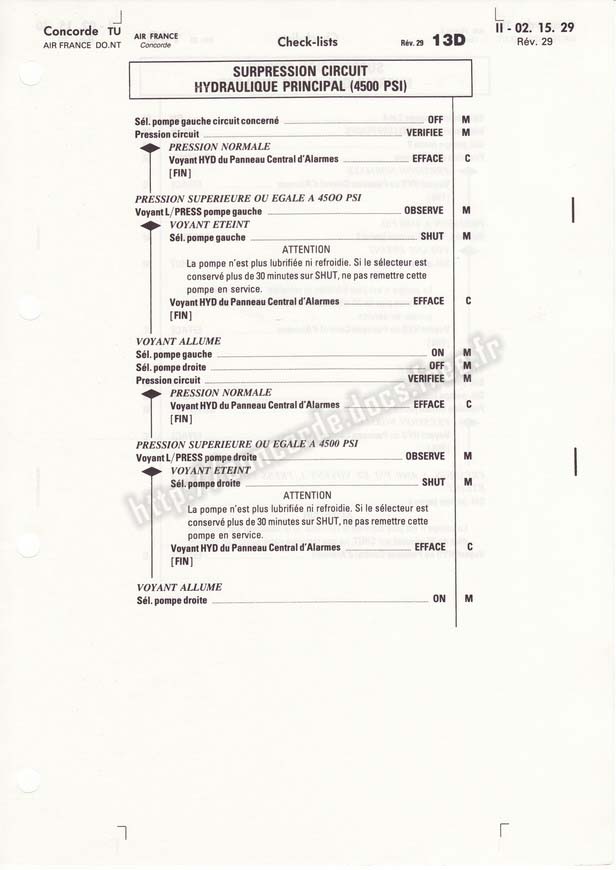 Concorde TU
AIR FRANCE DO.NT
AIR FRANCE
Concorde
Check-lists
Rév. 29 13D
II - 02. 15. 29
Rév. 29
SURPRESSION CIRCUIT
HYDRAULIQUE PRINCIPAL (4500 PSI)
Sél. pompe gauche circuit concerné OFF M
Pression circuit VERIFIEE M
PRESSION NORMALE
Voyant HYD du Panneau Central d'Alarmes EFFACE C
[FIN]
PRESSION SUPERIEURE OU EGALE A 4500 PSI
Voyant L/PRESS pompe gauche OBSERVE M
VOYANT ETEINT
Sél. pompe gauche SHUT M
ATTENTION
La pompe n'est plus lubrifiée ni refroidie. Si le sélecteur est
conservé plus de 30 minutes sur SHUT, ne pas remettre cette
pompe en service.
Voyant HYD du Panneau Central d'Alarmes EFFACE C
[FIN]
VOYANT ALLUME
Sél. pompe gauche ON M
Sél. pompe droite OFF M
Pression circuit VERIFIEE M
PRESSION NORMALE
Voyant HYD du Panneau Central d'Alarmes EFFACE C
[FIN]
PRESSION SUPERIEURE OU EGALE A 4500 PSI
Voyant L/PRESS pompe droite OBSERVE M
VOYANT ETEINT
Sél. pompe droite SHUT M
ATTENTION
La pompe n'est plus lubrifiée ni refroidie. Si le sélecteur est
conservé plus de 30 minutes sur SHUT, ne pas remettre cette
pompe en service.
Voyant HYD du Panneau Central d'Alarmes EFFACE C
[FIN]
VOYANT ALLUME
Sél. pompe droite ON M